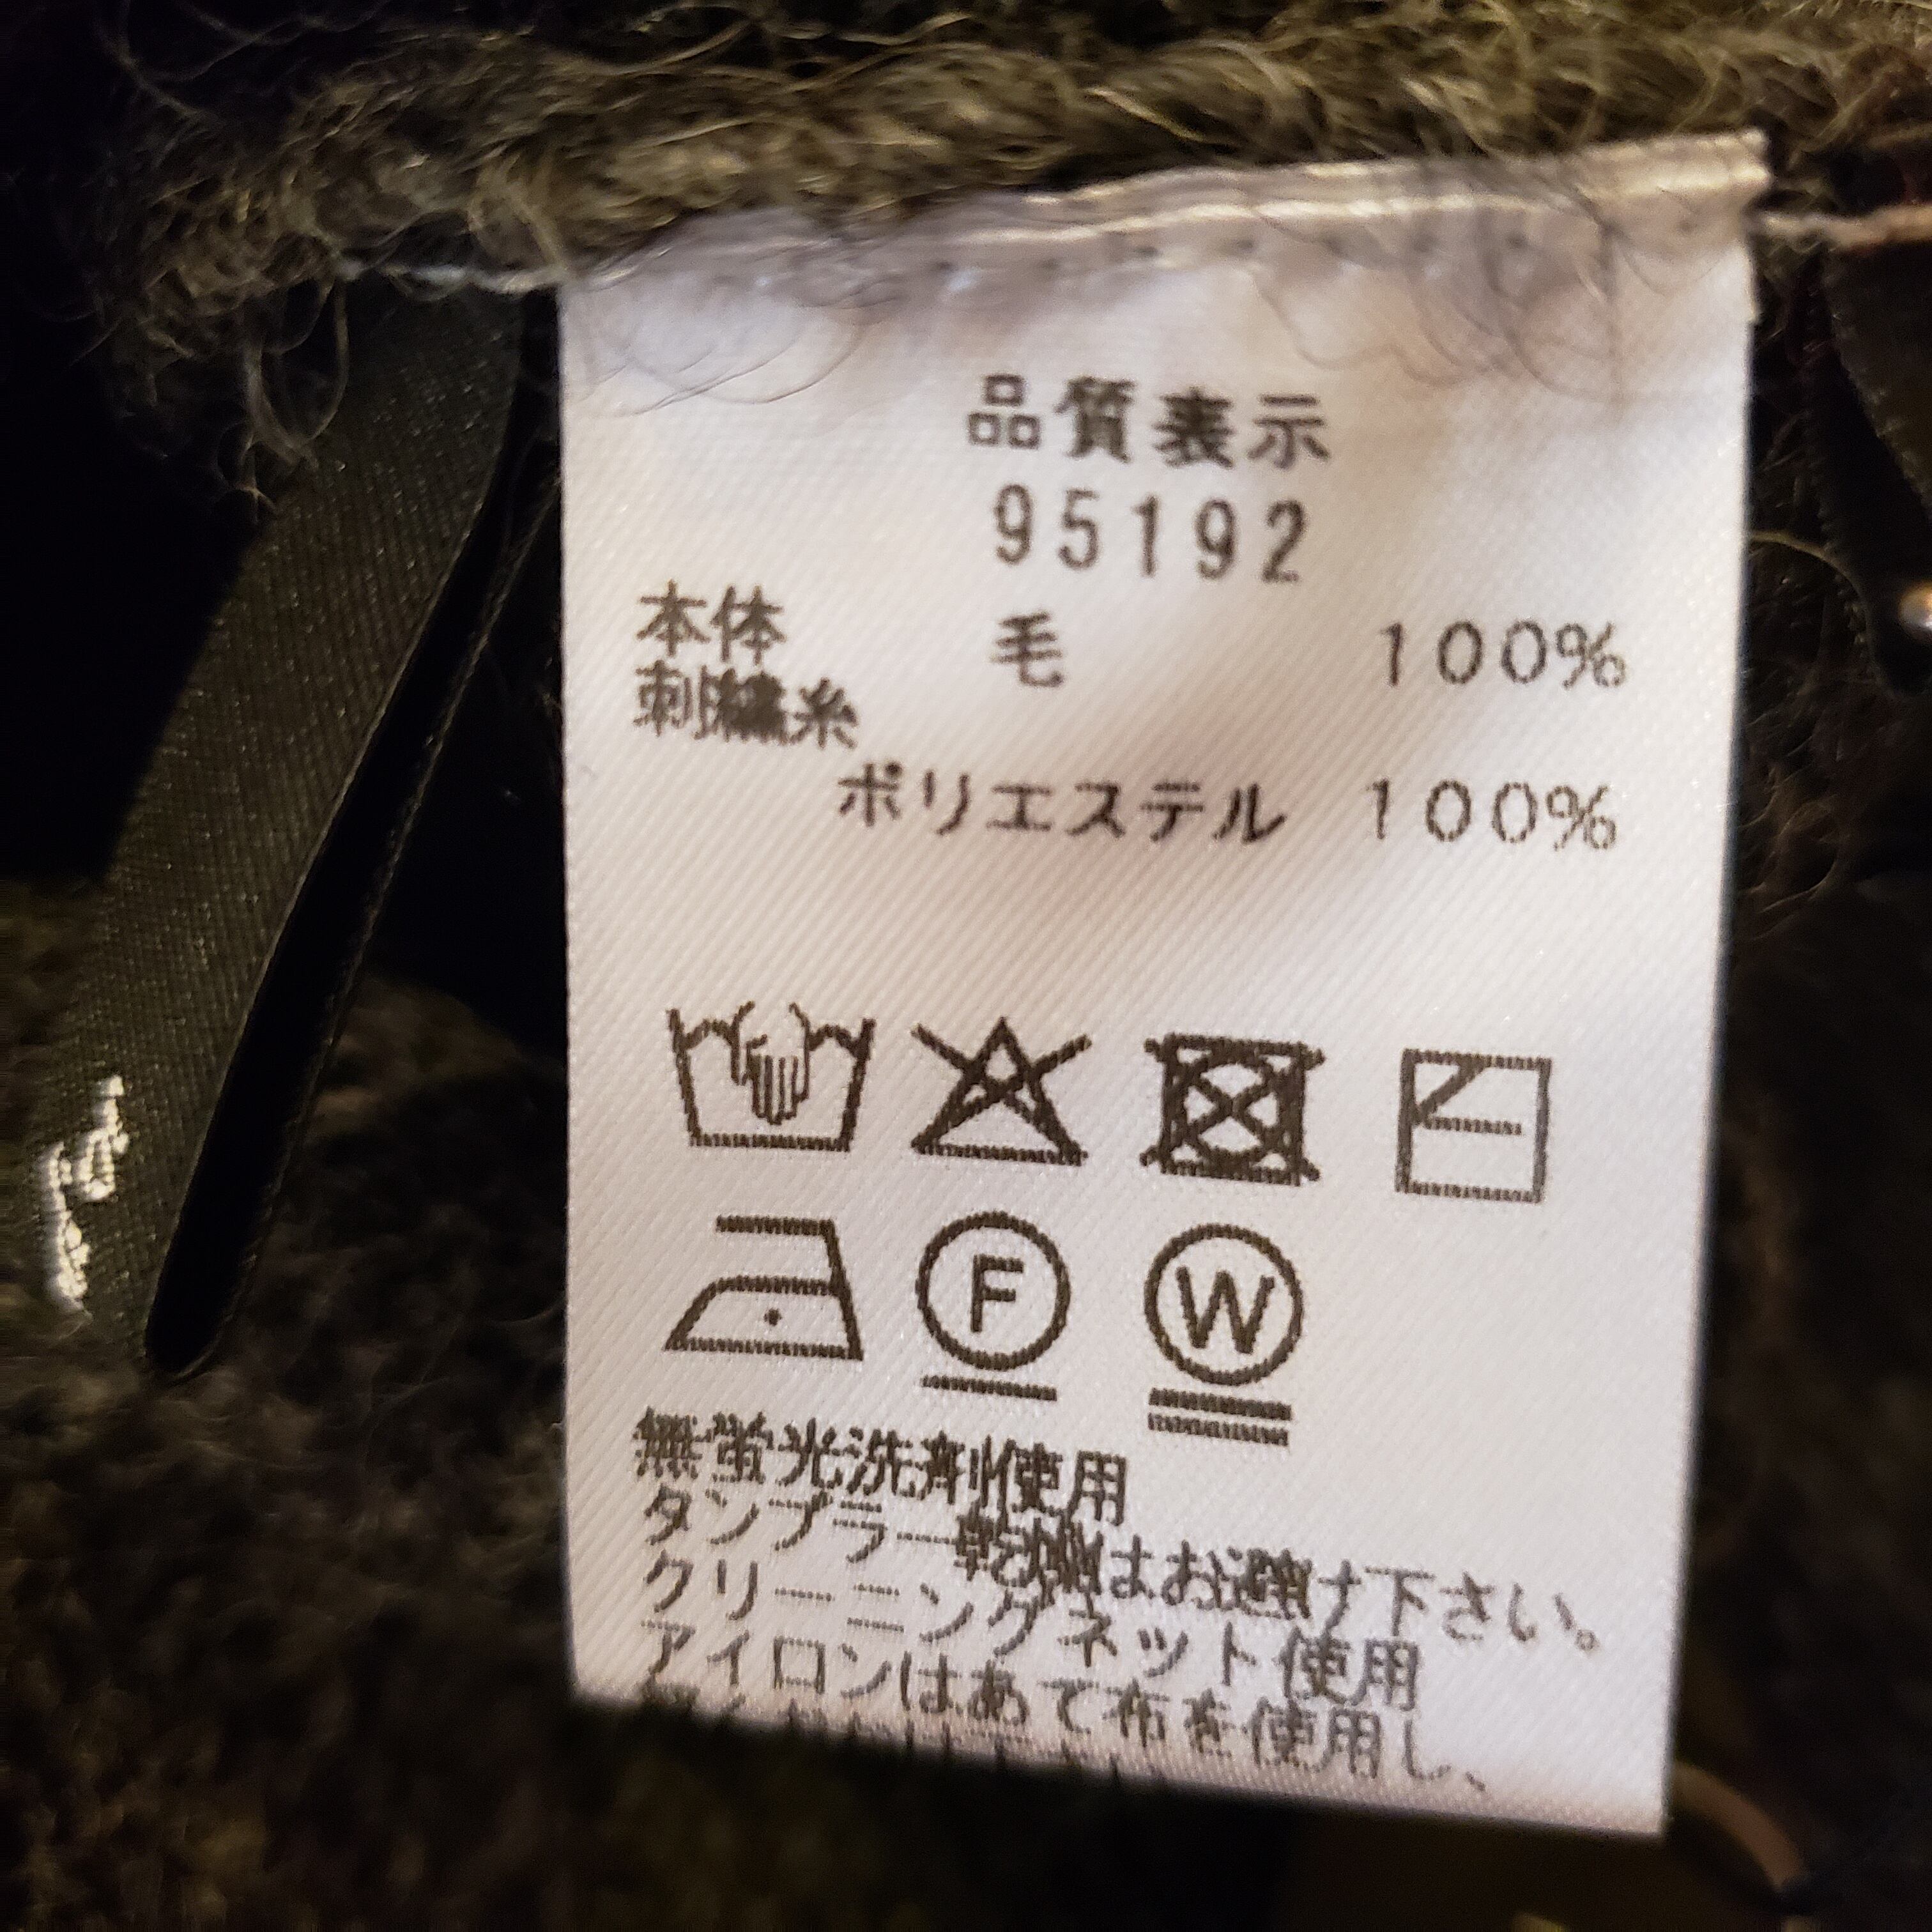 品質表示
95192
本体 毛 100%
刺繍糸
ポリエステル 100%
F W
無蛍光洗剤使用
タンブラー乾燥はお避け下さい。
クリーニングネット使用
アイロンはあて布を使用し、